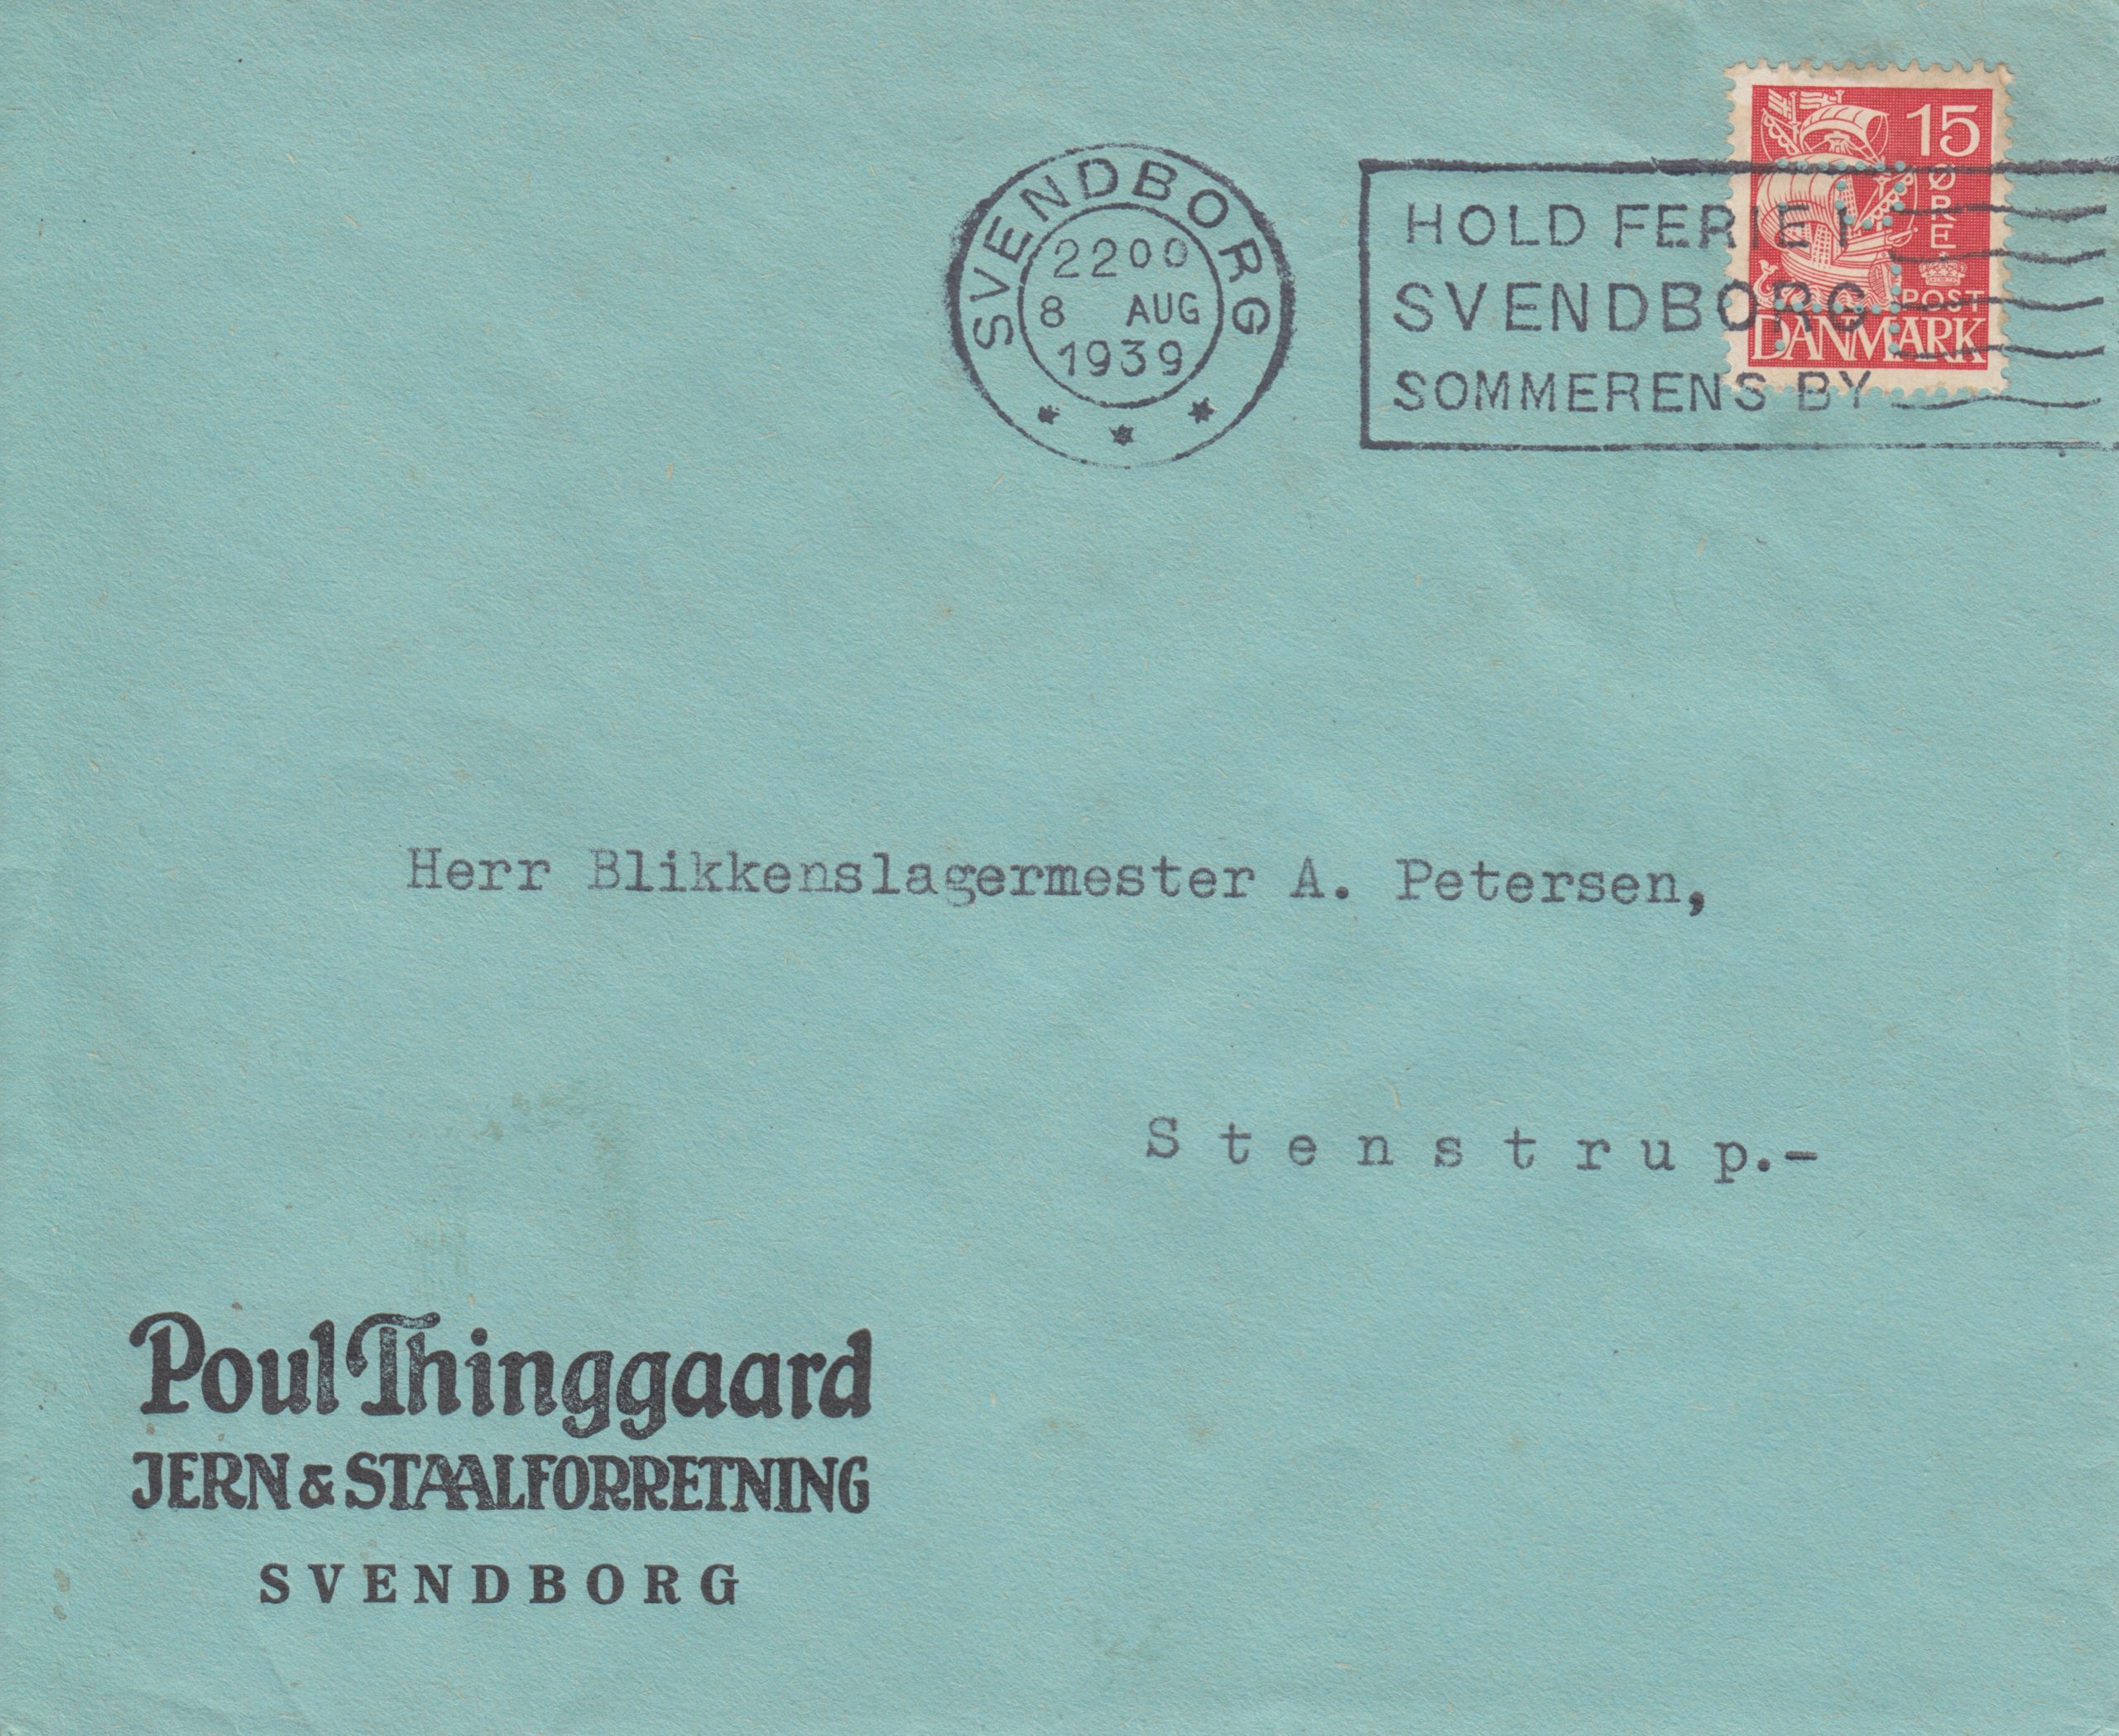 15
ØRE
POST
DANMARK
SVENDBORG
2200
8 AUG
1939
HOLD FERIE I
SVENDBORG
SOMMERENS BY
Herr Blikkenslagermester A. Petersen,
Stenstrup.-
Poul Thinggaard
JERN & STAALFORRETNING
SVENDBORG